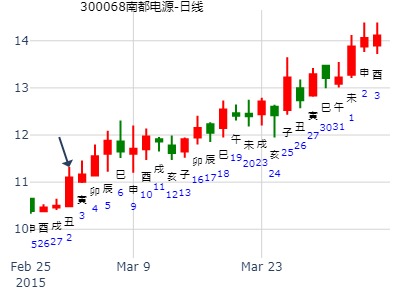 300068南都电源-日线
14
13
12
11
10
申
5
酉
26
戌
27
丑
2
寅
3
卯
4
辰
5
巳
6
申
9
酉
10
戌
11
亥
12
子
13
卯
16
辰
17
巳
18
午
19
未
20
戌
23
亥
24
子
25
丑
26
寅
27
巳
30
午
31
未
1
申
2
酉
3
Feb 25
2015
Mar 9
Mar 23